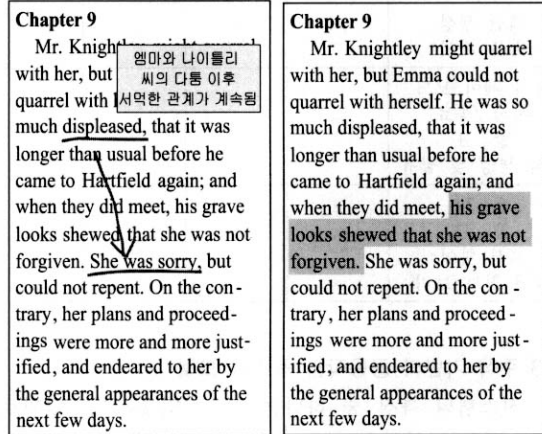 Chapter 9
Mr. Knightley might quarrel
with her, but
quarrel with
엠마와 나이틀리
씨의 다툼 이후
서먹한 관계가 계속됨
much displeased, that it was
longer than usual before he
came to Hartfield again; and
when they did meet, his grave
looks shewed that she was not
forgiven. She was sorry, but
could not repent. On the con-
trary, her plans and proceed-
ings were more and more just-
ified, and endeared to her by
the general appearances of the
next few days.
Chapter 9
Mr. Knightley might quarrel
with her, but Emma could not
quarrel with herself. He was so
much displeased, that it was
longer than usual before he
came to Hartfield again; and
when they did meet, his grave
looks shewed that she was not
forgiven. She was sorry, but
could not repent. On the con-
trary, her plans and proceed-
ings were more and more just-
ified, and endeared to her by
the general appearances of the
next few days.